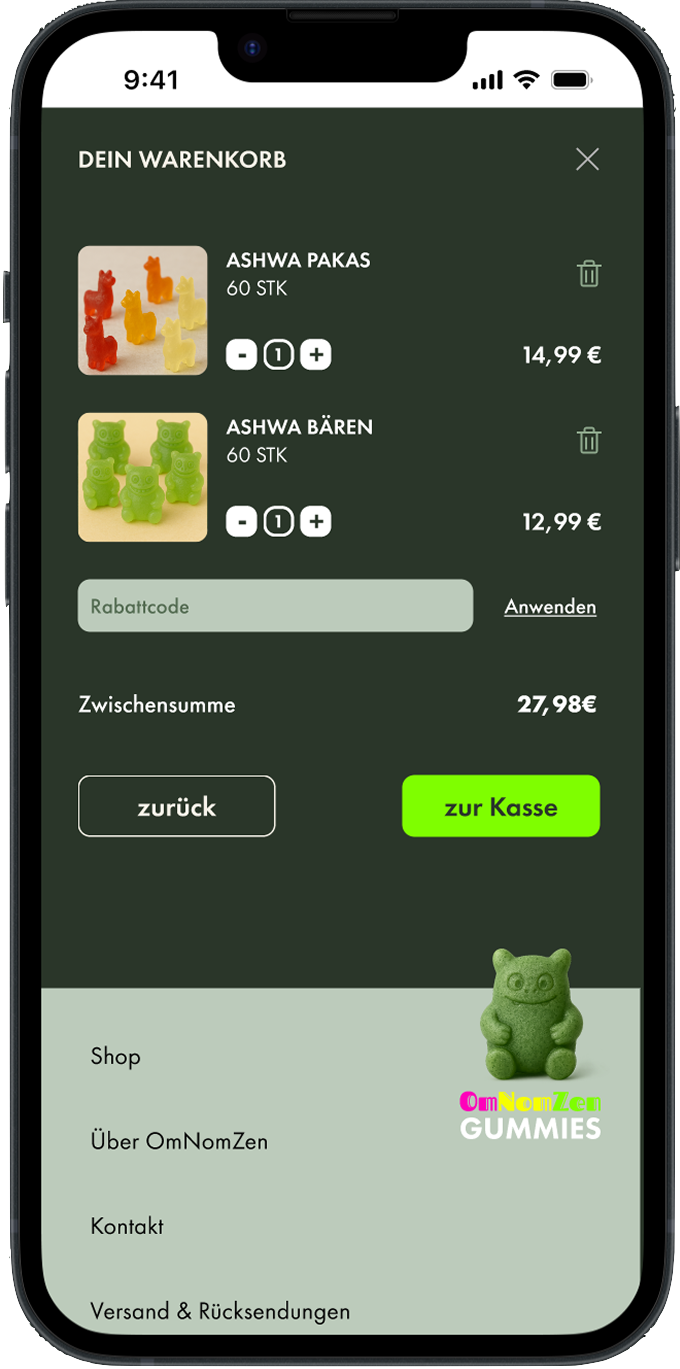 9:41
DEIN WARENKORB
ASHWA PAKAS
60 STK
- 1 +
14,99 €
ASHWA BÄREN
60 STK
- 1 +
12,99 €
Rabattcode
Anwenden
Zwischensumme
27,98€
zurück
zur Kasse
Shop
OmNomZen
GUMMIES
Über OmNomZen
Kontakt
Versand & Rücksendungen